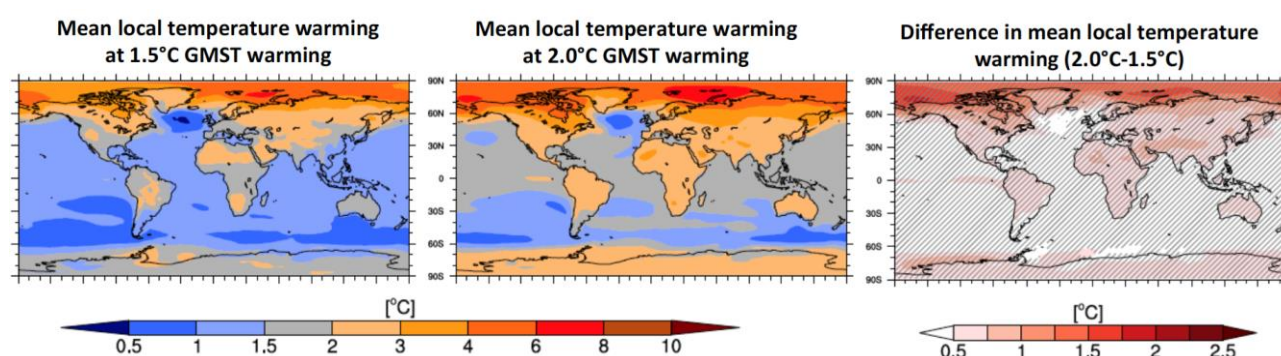 Mean local temperature warming
at 1.5°C GMST warming
Mean local temperature warming
at 2.0°C GMST warming
Difference in mean local temperature
warming (2.0°C-1.5°C)
90N
60N
30N
0
30S
60S
90S
90N
60N
30N
0
30S
60S
90S
[°C]
0.5 1 1.5 2 3 4 6 8 10
[°C]
0.5 1 1.5 2 2.5